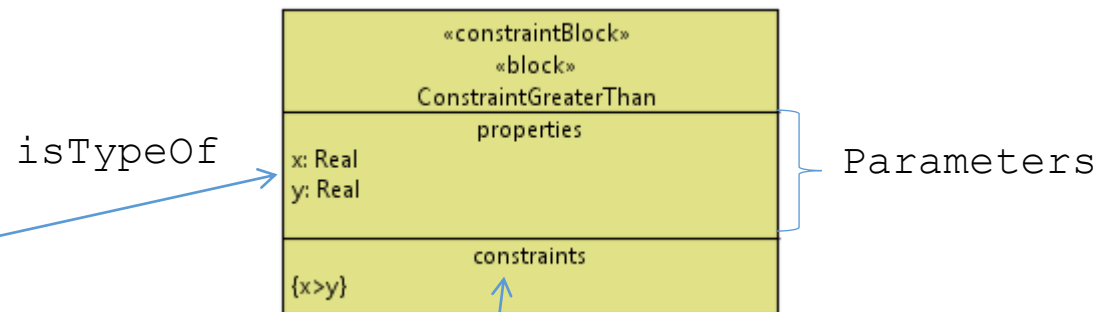 «constraintBlock»
«block»
ConstraintGreaterThan
properties
isTypeOf
x: Real
y: Real
Parameters
constraints
{x>y}